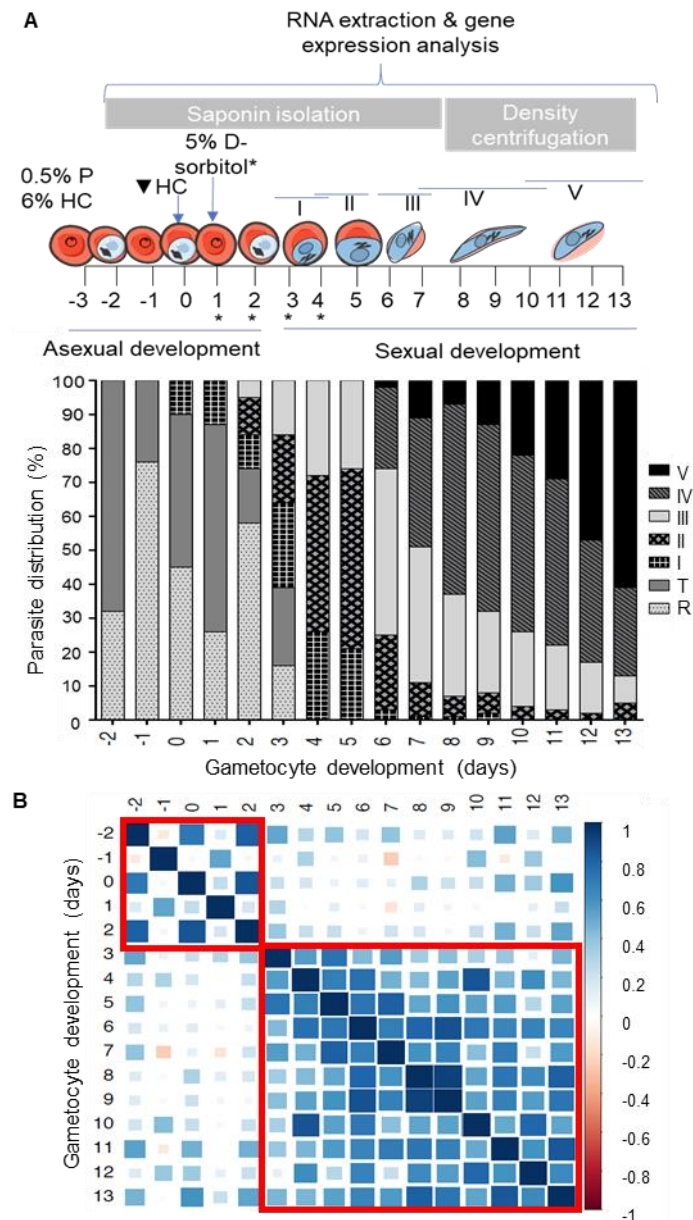 A
RNA extraction & gene
expression analysis
Saponin isolation
Density
centrifugation
5% D-
sorbitol*
0.5% P
6% HC
▼ HC
I
II
III
IV
V
-3 -2 -1 0 1 2 3 4 5 6 7 8 9 10 11 12 13
* * * *
Asexual development
Sexual development
Parasite distribution (%)
100
90
80
70
60
50
40
30
20
10
0
V
IV
III
II
I
T
R
-2 -1 0 1 2 3 4 5 6 7 8 9 10 11 12 13
Gametocyte development (days)
B
-2 -1 0 1 2 3 4 5 6 7 8 9 10 11 12 13
Gametocyte development (days)
-2
-1
0
1
2
3
4
5
6
7
8
9
10
11
12
13
1
0.8
0.6
0.4
0.2
0
-0.2
-0.4
-0.6
-0.8
-1